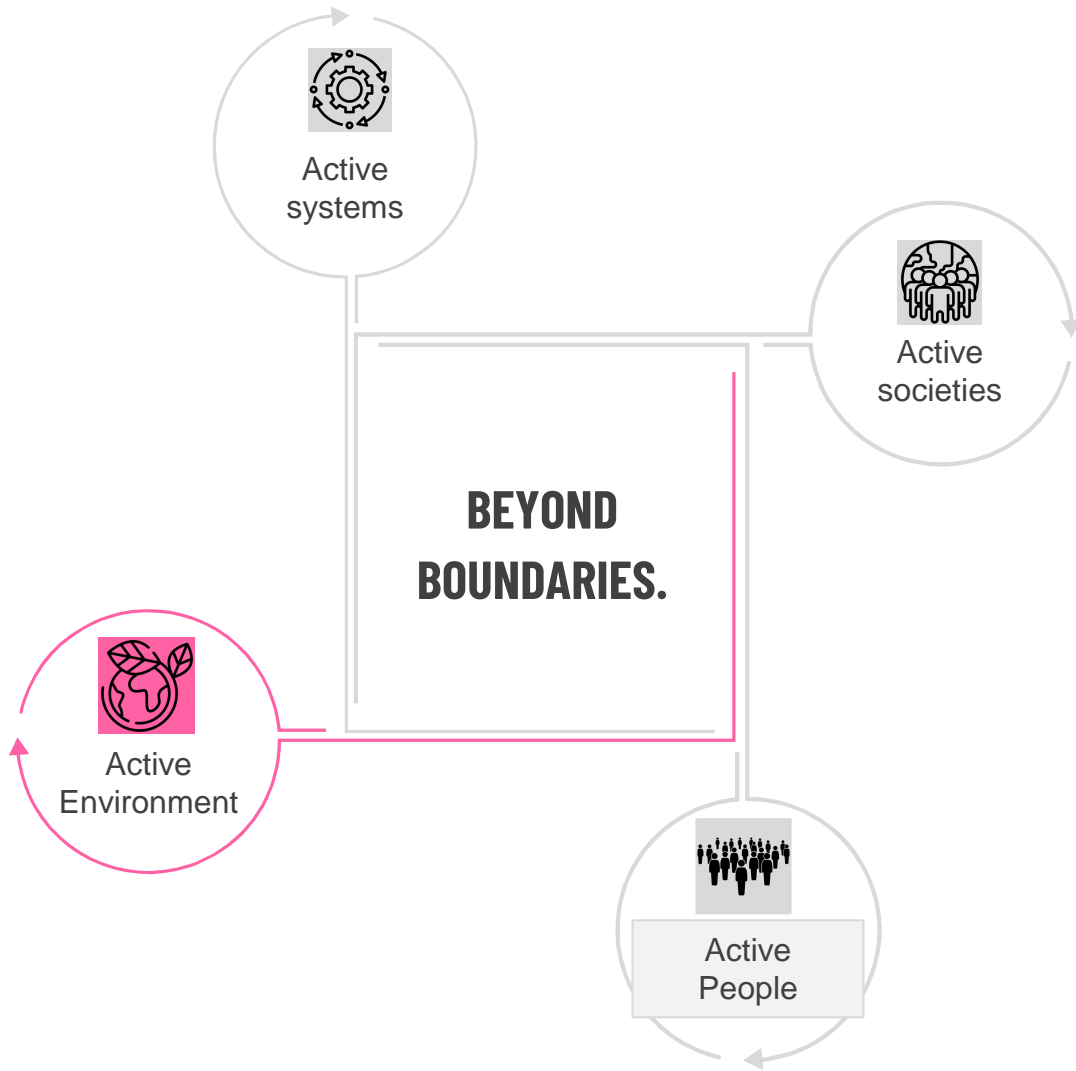 Active
systems
Active
societies
BEYOND
BOUNDARIES.
Active
Environment
Active
People